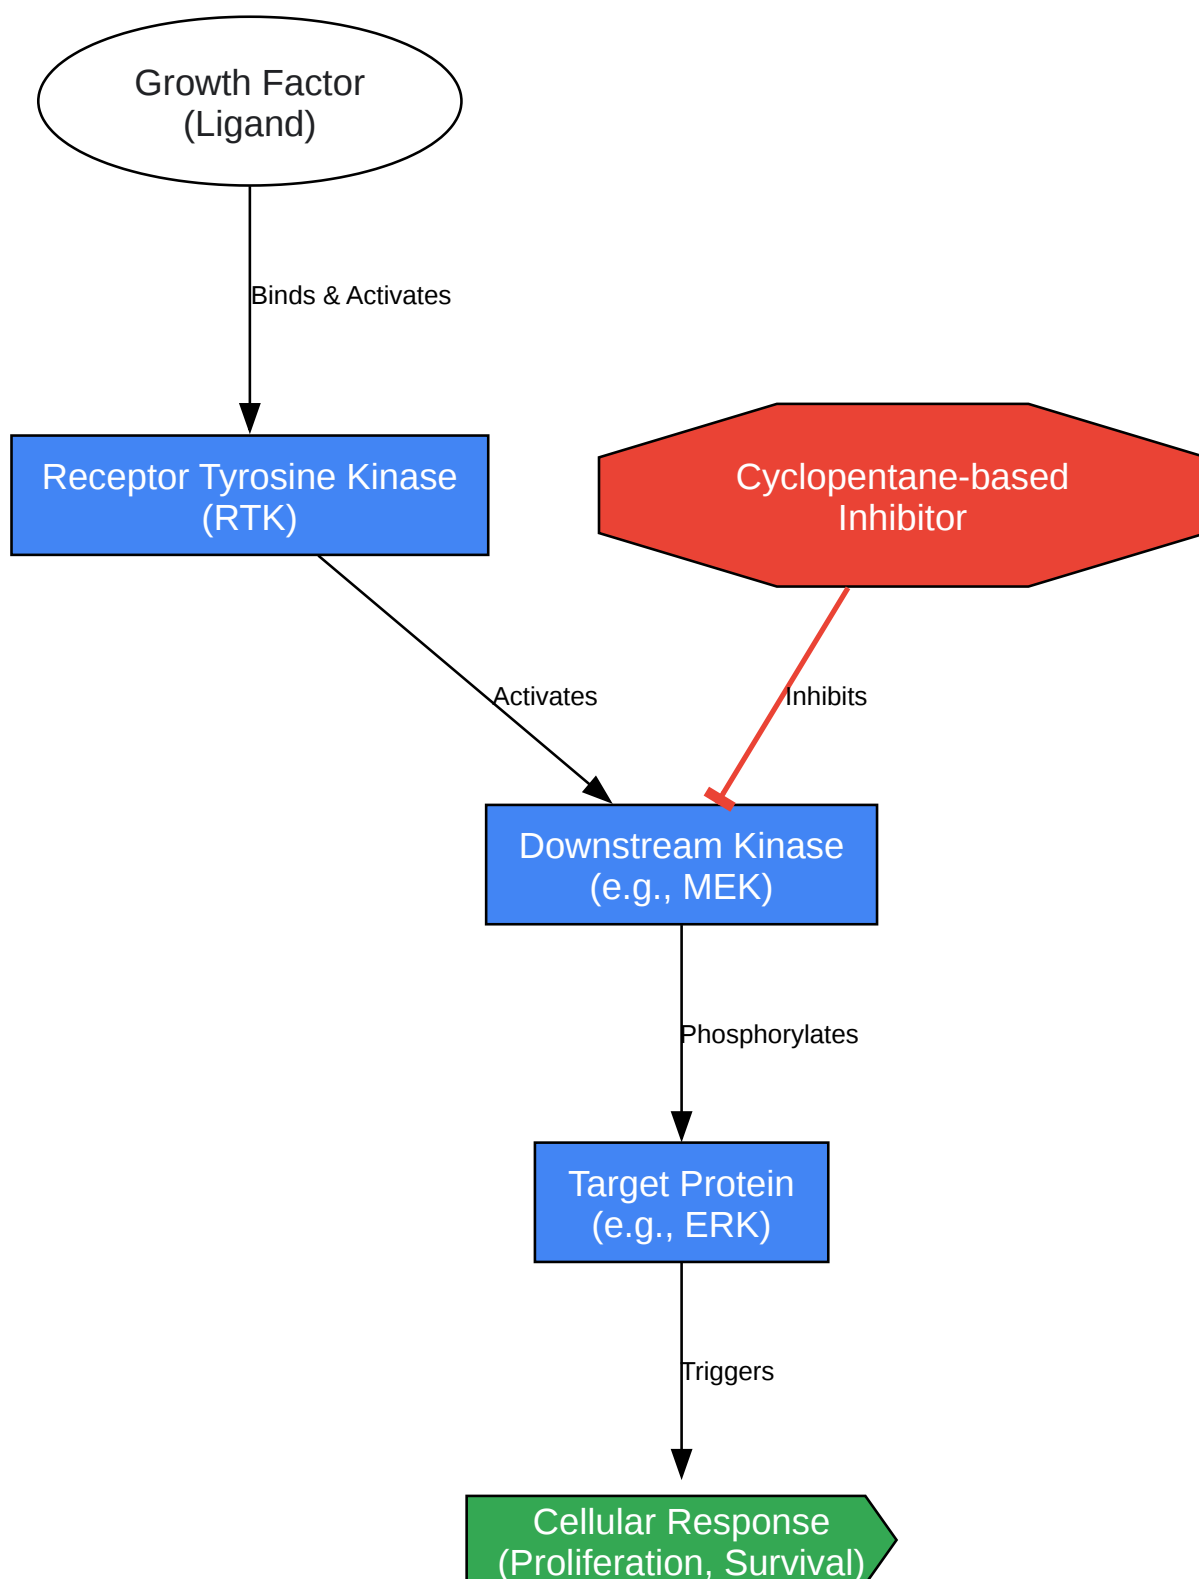 Growth Factor
(Ligand)
Binds & Activates
Receptor Tyrosine Kinase
(RTK)
Cyclopentane-based
Inhibitor
Activates
Inhibits
Downstream Kinase
(e.g., MEK)
Phosphorylates
Target Protein
(e.g., ERK)
Triggers
Cellular Response
(Proliferation, Survival)